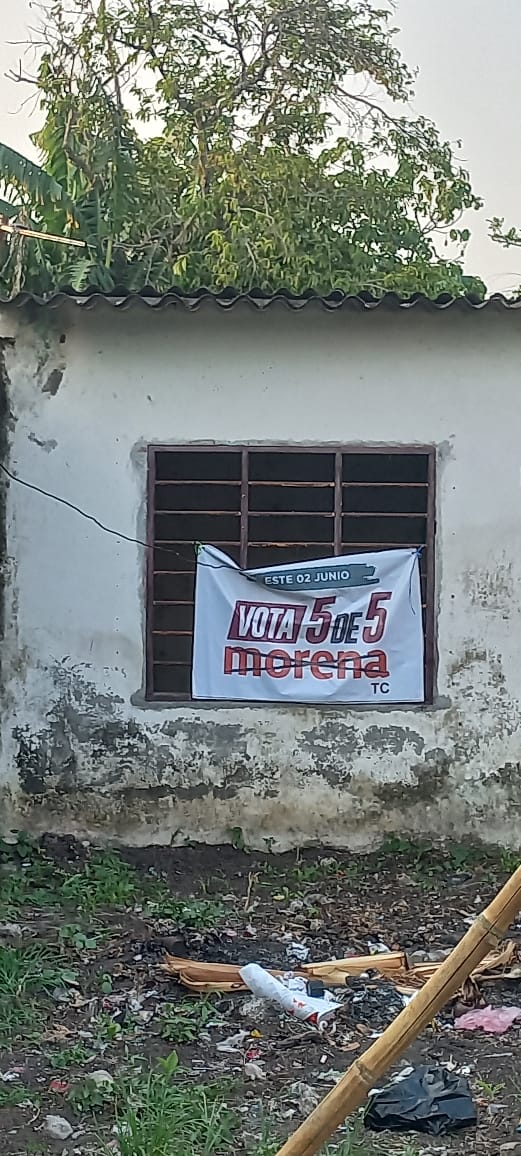 ESTE 02 JUNIO
VOTA 5 DE 5
morena
TC